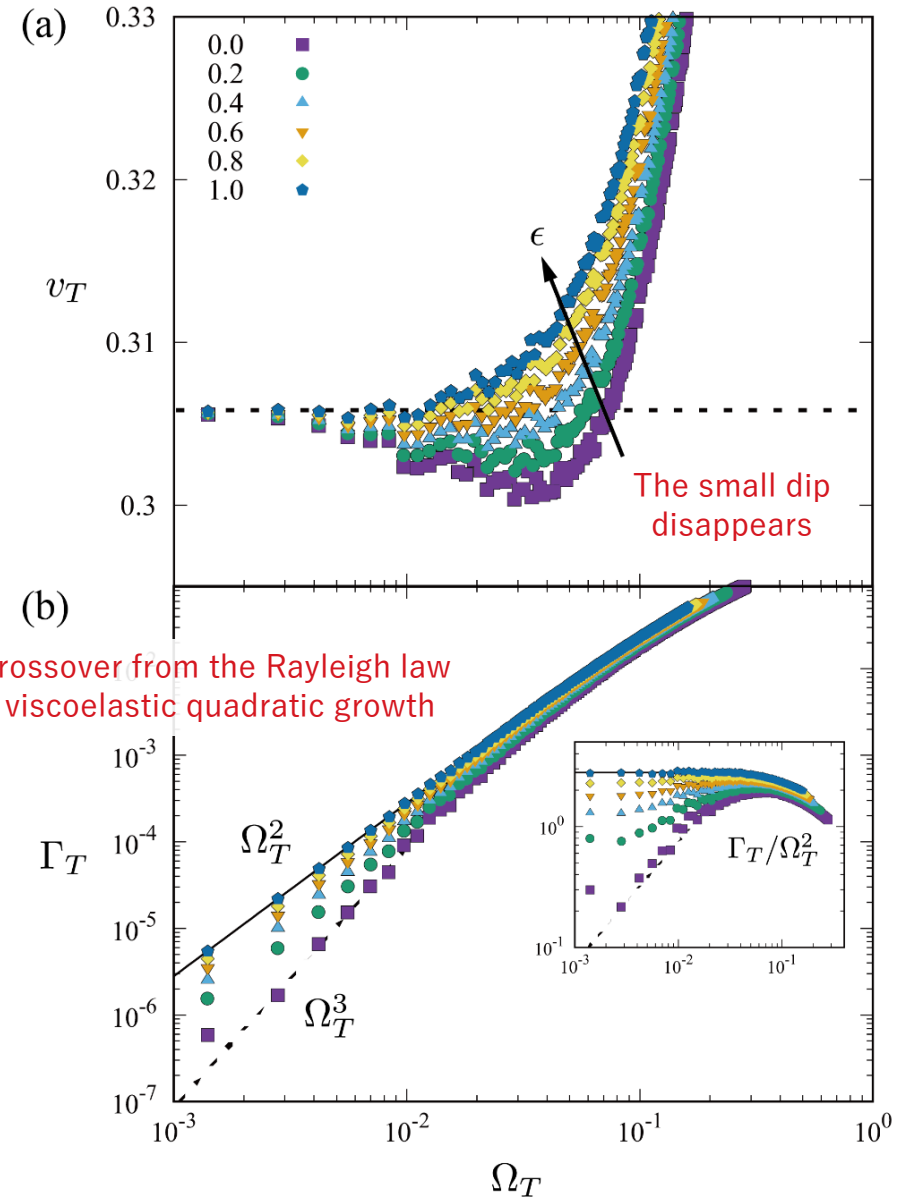 (a)
0.33
0.32
0.31
0.3
v_T
0.0
0.2
0.4
0.6
0.8
1.0
ϵ
The small dip
disappears
(b)
rossover from the Rayleigh law
viscoelastic quadratic growth
10^-3
10^-4
10^-5
10^-6
10^-7
Γ_T
Ω_T^2
Ω_T^3
10^0
10^-1
Γ_T/Ω_T^2
10^-3 10^-2 10^-1
10^-3 10^-2 10^-1 10^0
Ω_T